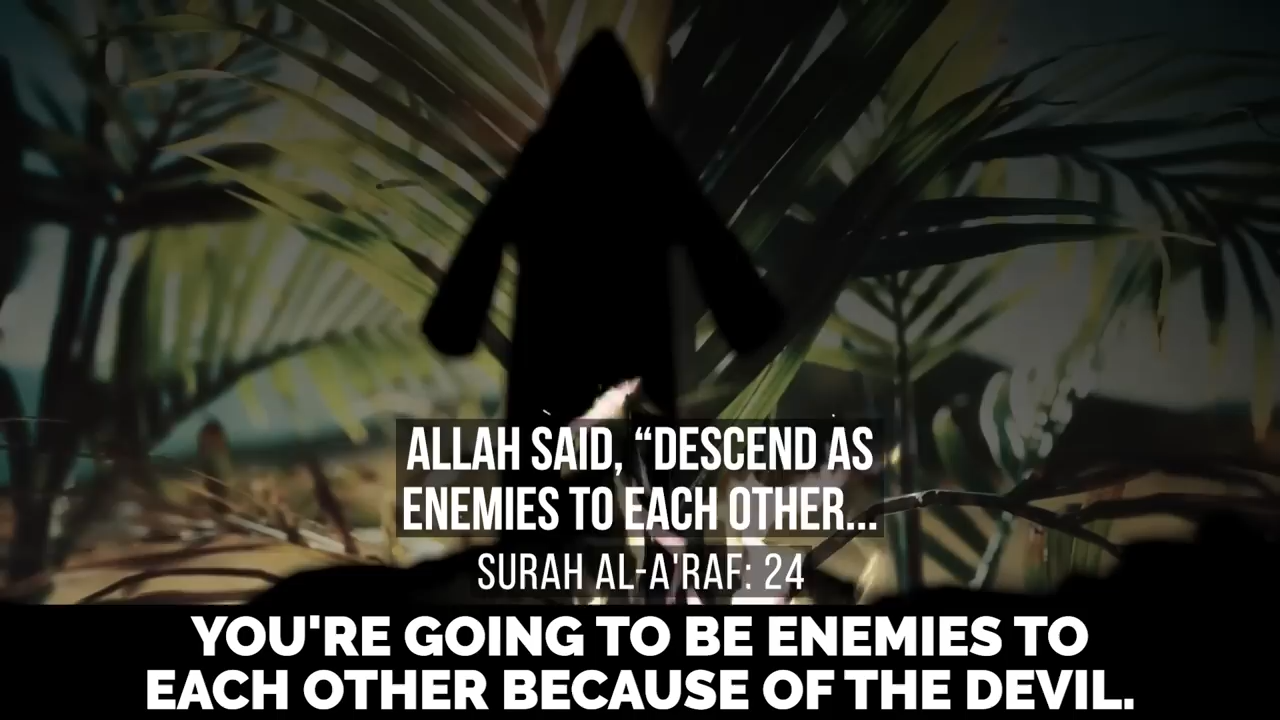 ALLAH SAID, “DESCEND AS
ENEMIES TO EACH OTHER...
SURAH AL-A'RAF: 24
YOU'RE GOING TO BE ENEMIES TO
EACH OTHER BECAUSE OF THE DEVIL.